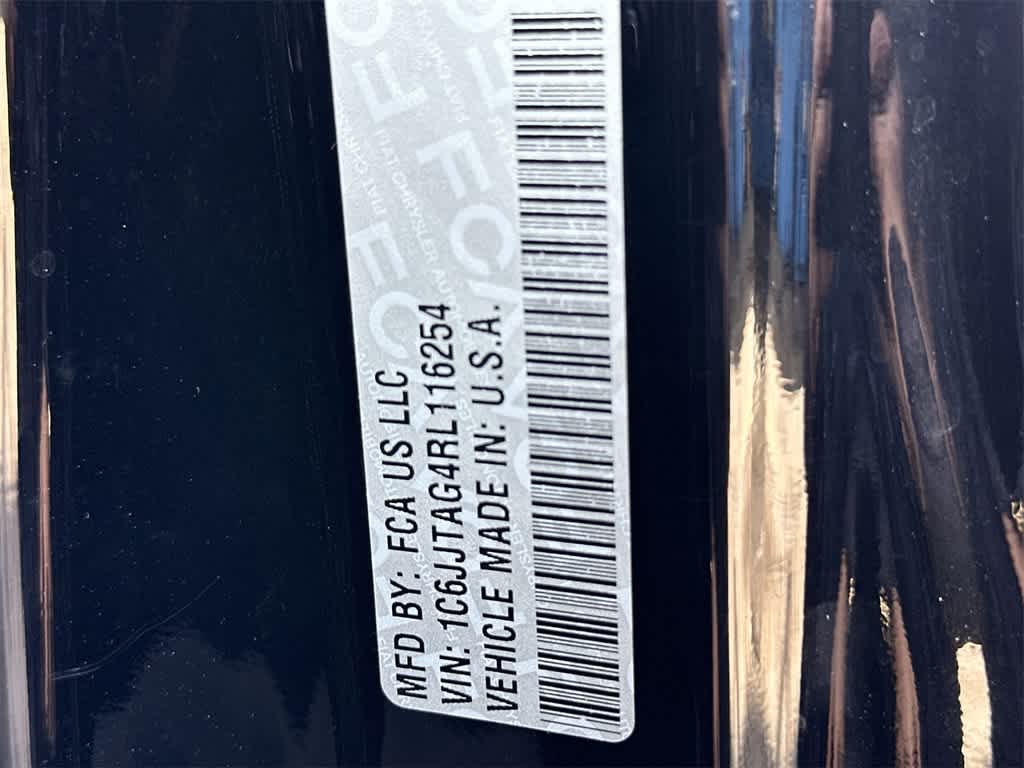 MFD BY: FCA US LLC
VIN: 1C6JJTAG4RL116254
VEHICLE MADE IN: U.S.A.